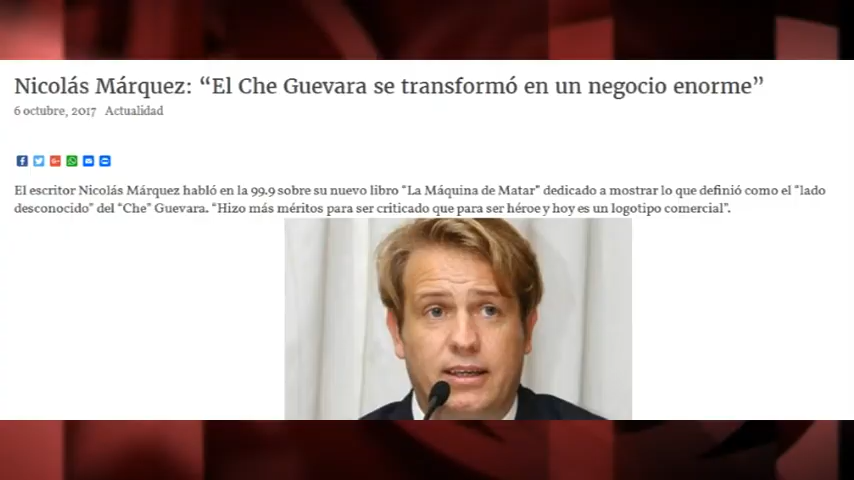 Nicolás Márquez: “El Che Guevara se transformó en un negocio enorme”
6 octubre, 2017 Actualidad
El escritor Nicolás Márquez habló en la 99.9 sobre su nuevo libro “La Máquina de Matar” dedicado a mostrar lo que definió como el “lado
desconocido” del “Che” Guevara. “Hizo más méritos para ser criticado que para ser héroe y hoy es un logotipo comercial”.